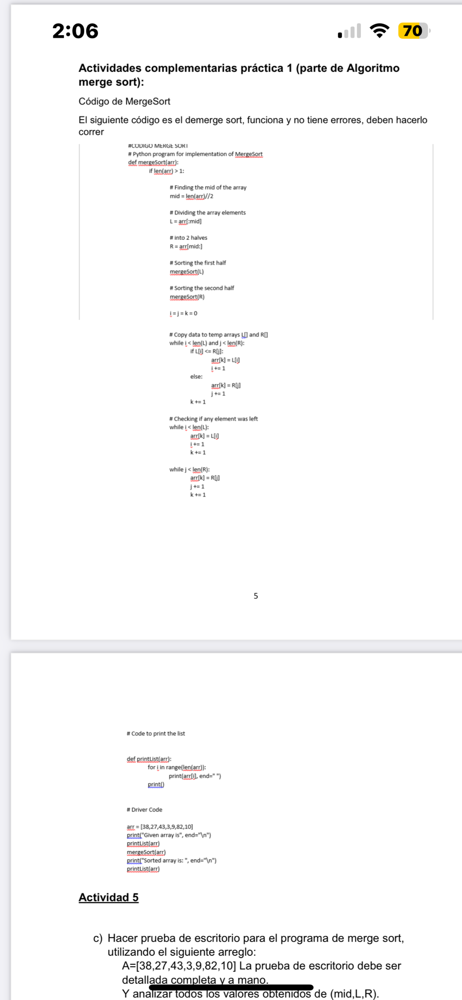 2:06
70
Actividades complementarias práctica 1 (parte de Algoritmo
merge sort):
Código de MergeSort
El siguiente código es el demerge sort, funciona y no tiene errores, deben hacerlo
correr
#CODIGO MERGE SORT
# Python program for implementation of MergeSort
def mergeSort(arr):
if len(arr) > 1:
# Finding the mid of the array
mid = len(arr)//2
# Dividing the array elements
L = arr[:mid]
# into 2 halves
R = arr[mid:]
# Sorting the first half
mergeSort(L)
# Sorting the second half
mergeSort(R)
i = j = k = 0
# Copy data to temp arrays L[] and R[]
while i < len(L) and j < len(R):
if L[i] <= R[j]:
arr[k] = L[i]
i += 1
else:
arr[k] = R[j]
j += 1
k += 1
# Checking if any element was left
while i < len(L):
arr[k] = L[i]
i += 1
k += 1
while j < len(R):
arr[k] = R[j]
j += 1
k += 1
5
# Code to print the list
def printList(arr):
for i in range(len(arr)):
print(arr[i], end=" ")
print()
# Driver Code
arr = [38,27,43,3,9,82,10]
print("Given array is", end="\n")
printList(arr)
mergeSort(arr)
print("Sorted array is: ", end="\n")
printList(arr)
Actividad 5
c) Hacer prueba de escritorio para el programa de merge sort,
utilizando el siguiente arreglo:
A=[38,27,43,3,9,82,10] La prueba de escritorio debe ser
detallada completa y a mano.
Y analizar todos los valores obtenidos de (mid,L,R).